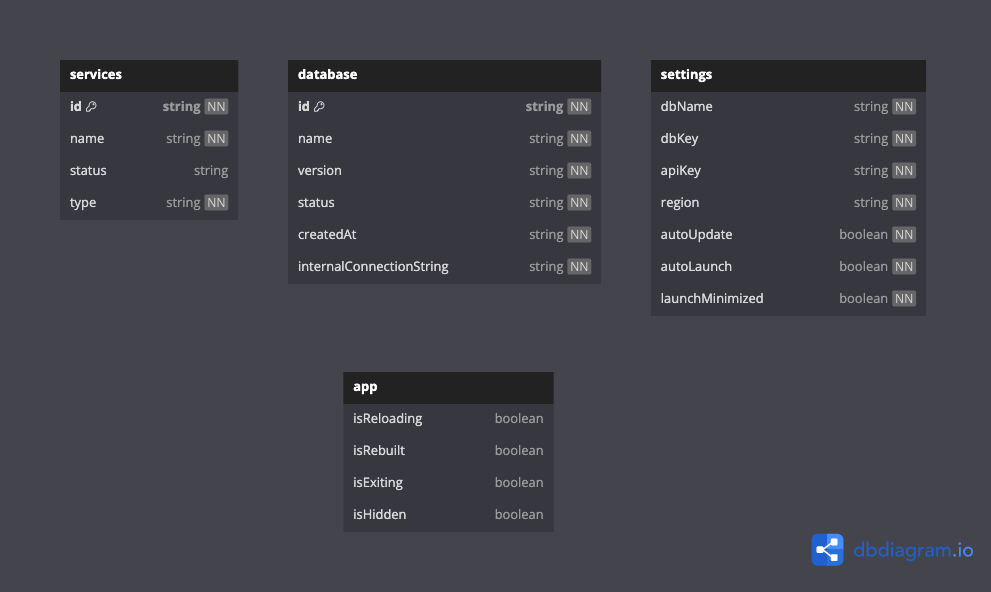 services
id string NN
name string NN
status string
type string NN
database
id string NN
name string NN
version string NN
status string NN
createdAt string NN
internalConnectionString string NN
settings
dbName string NN
dbKey string NN
apiKey string NN
region string NN
autoUpdate boolean NN
autoLaunch boolean NN
launchMinimized boolean NN
app
isReloading boolean
isRebuilt boolean
isExiting boolean
isHidden boolean
dbdiagram.io